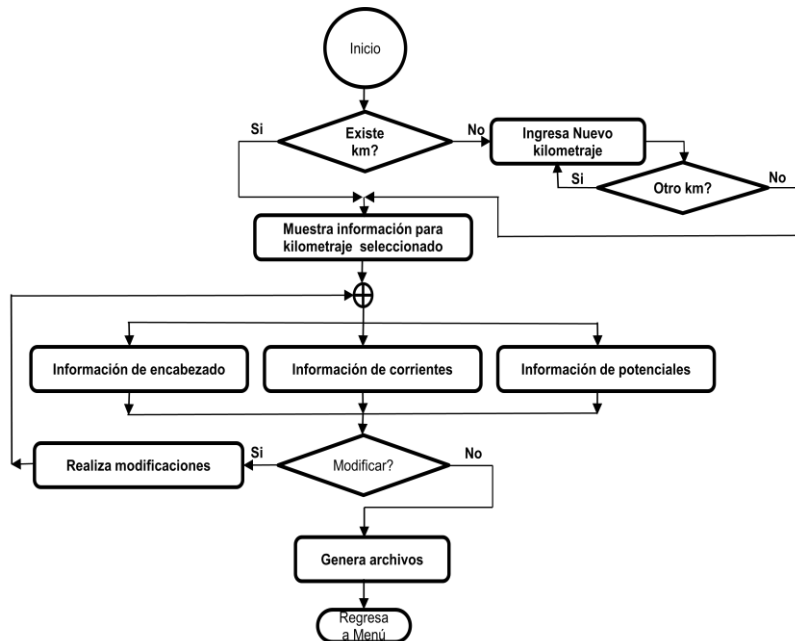 Inicio
Si
Existe
km?
No
Ingresa Nuevo
kilometraje
Si
Otro km?
No
Muestra información para
kilometraje seleccionado
Información de encabezado
Información de corrientes
Información de potenciales
Realiza modificaciones
Si
Modificar?
No
Genera archivos
Regresa
a Menú